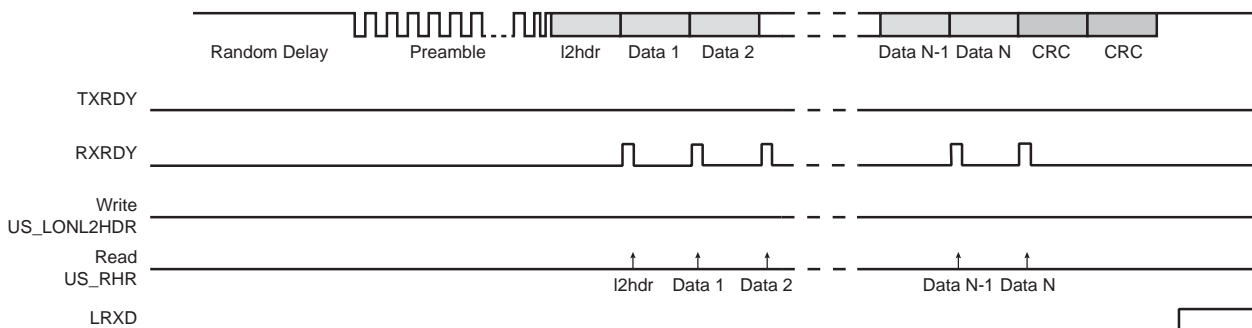 Random Delay Preamble l2hdr Data 1 Data 2 Data N-1 Data N CRC CRC
TXRDY
RXRDY
Write
US_LONL2HDR
Read
US_RHR
l2hdr Data 1 Data 2 Data N-1 Data N
LRXD